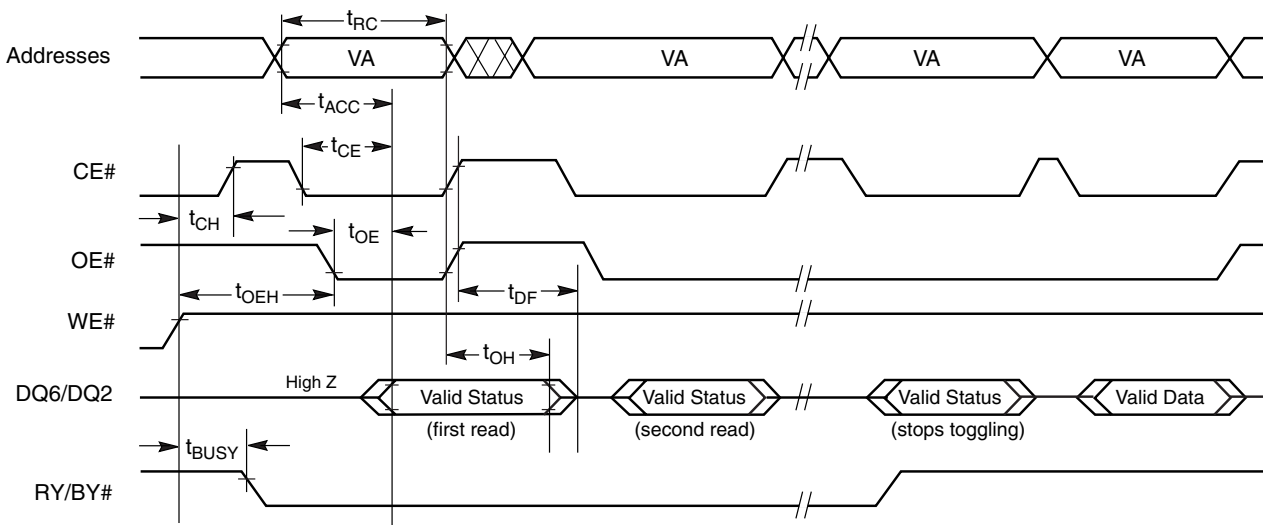 tRC
Addresses VA VA VA VA
tACC
tCE
CE#
tCH tOE
OE#
tOEH tDF
WE#
tOH
DQ6/DQ2 High Z Valid Status Valid Status Valid Status Valid Data
(first read) (second read) (stops toggling)
tBUSY
RY/BY#